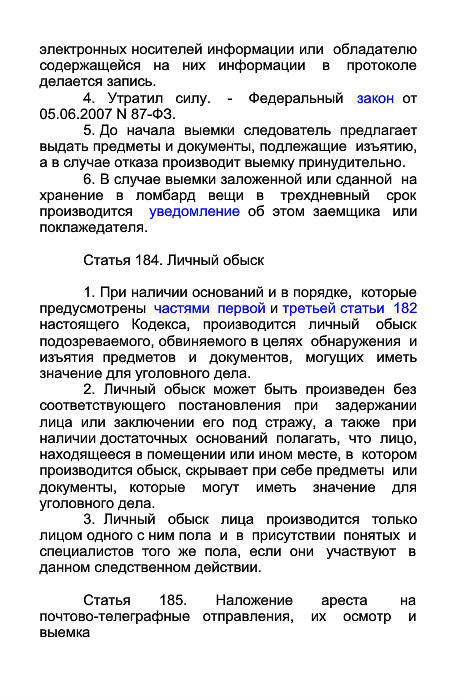 электронных носителей информации или обладателю
содержащейся на них информации в протоколе
делается запись.
4. Утратил силу. - Федеральный закон от
05.06.2007 N 87-ФЗ.
5. До начала выемки следователь предлагает
выдать предметы и документы, подлежащие изъятию,
а в случае отказа производит выемку принудительно.
6. В случае выемки заложенной или сданной на
хранение в ломбард вещи в трехдневный срок
производится уведомление об этом заемщика или
поклажедателя.
Статья 184. Личный обыск
1. При наличии оснований и в порядке, которые
предусмотрены частями первой и третьей статьи 182
настоящего Кодекса, производится личный обыск
подозреваемого, обвиняемого в целях обнаружения и
изъятия предметов и документов, могущих иметь
значение для уголовного дела.
2. Личный обыск может быть произведен без
соответствующего постановления при задержании
лица или заключении его под стражу, а также при
наличии достаточных оснований полагать, что лицо,
находящееся в помещении или ином месте, в котором
производится обыск, скрывает при себе предметы или
документы, которые могут иметь значение для
уголовного дела.
3. Личный обыск лица производится только
лицом одного с ним пола и в присутствии понятых и
специалистов того же пола, если они участвуют в
данном следственном действии.
Статья 185. Наложение ареста на
почтово-телеграфные отправления, их осмотр и
выемка